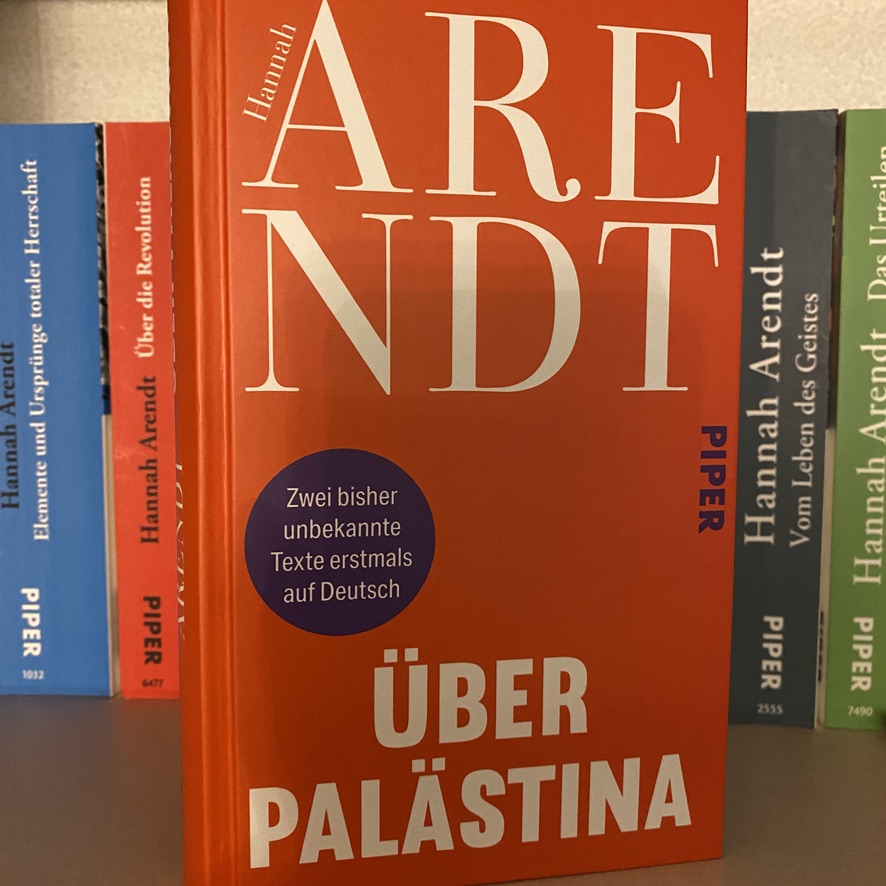 Hannah
ARE
NDT
PIPER
Zwei bisher
unbekannte
Texte erstmals
auf Deutsch
ÜBER
PALÄSTINA
ARENDT
Hannah Arendt
Elemente und Ursprünge totaler Herrschaft
PIPER
1032
Hannah Arendt Über die Revolution
PIPER
6477
Hannah Arendt
Vom Leben des Geistes
PIPER
2555
Hannah Arendt Das Urteilen
PIPER
7490